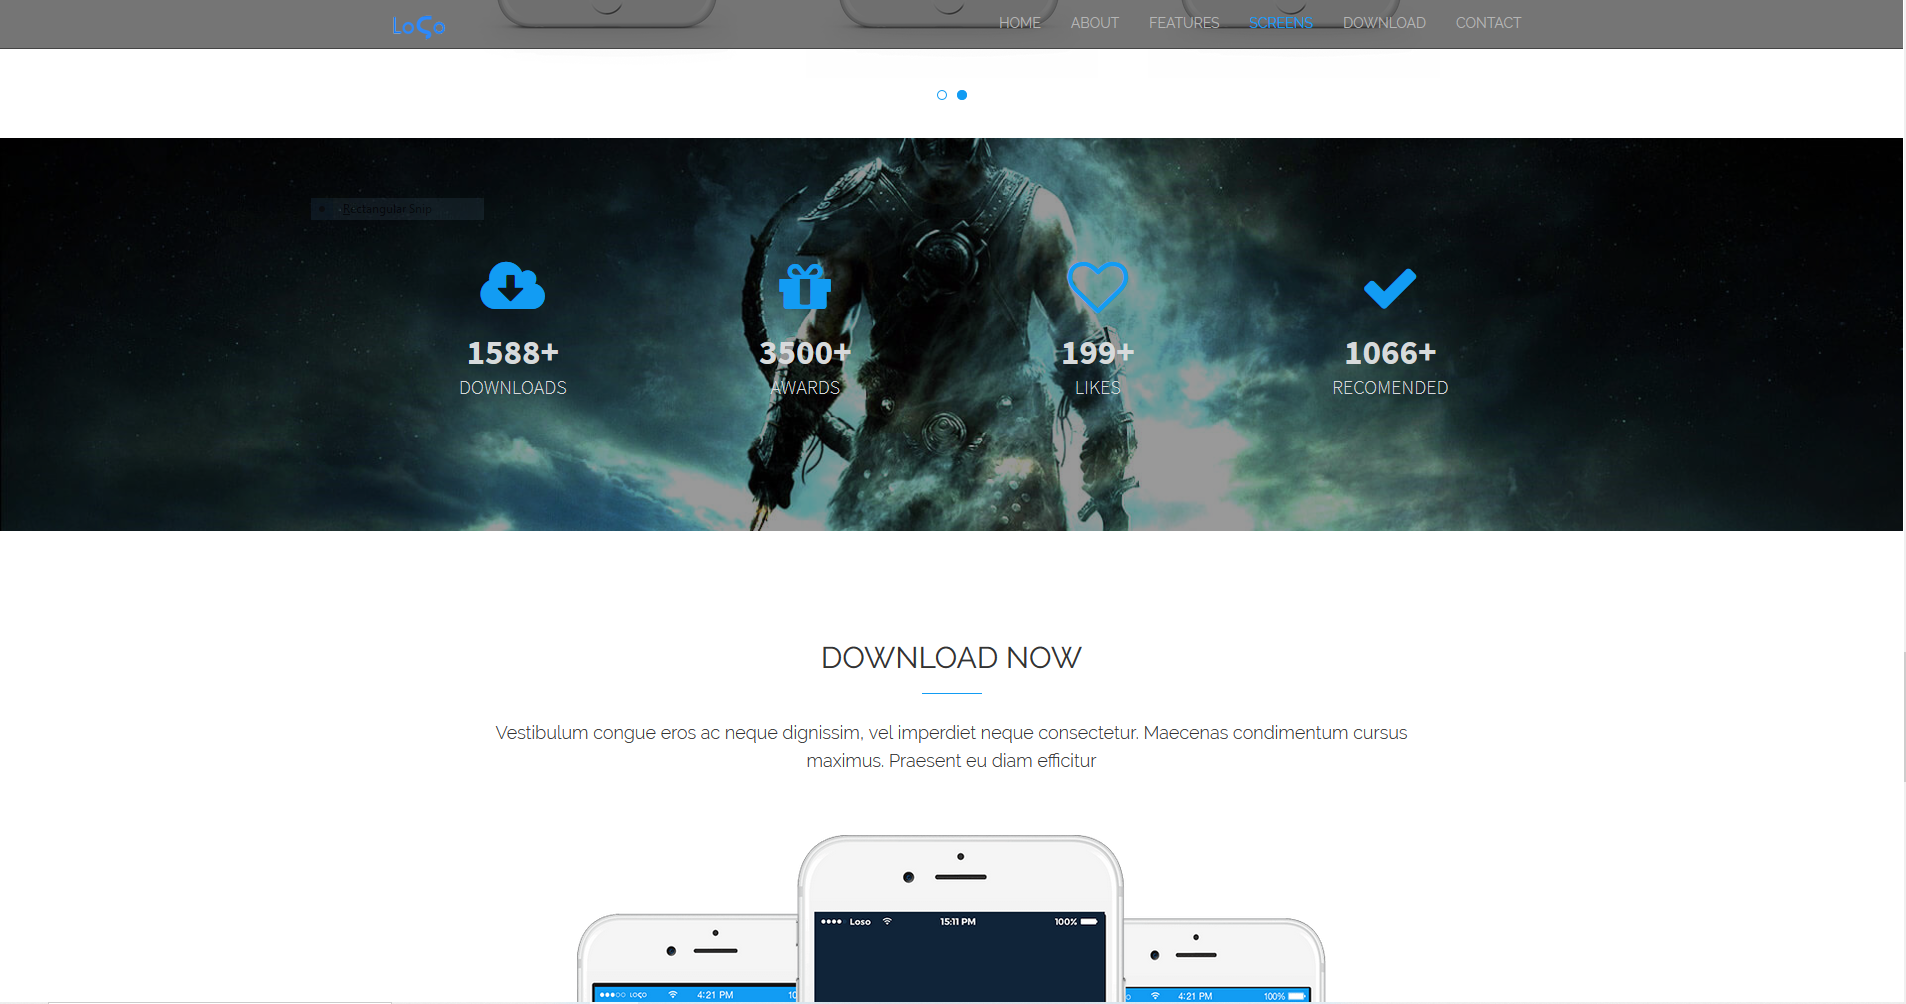 LoGo
HOME ABOUT FEATURES SCREENS DOWNLOAD CONTACT
Rectangular Snip
1588+ 3500+ 199+ 1066+
DOWNLOADS AWARDS LIKES RECOMENDED
DOWNLOAD NOW
Vestibulum congue eros ac neque dignissim, vel imperdiet neque consectetur. Maecenas condimentum cursus
maximus. Praesent eu diam efficitur
Loso 15:11 PM 100%
LOGO 4:21 PM 10
4:21 PM 100%